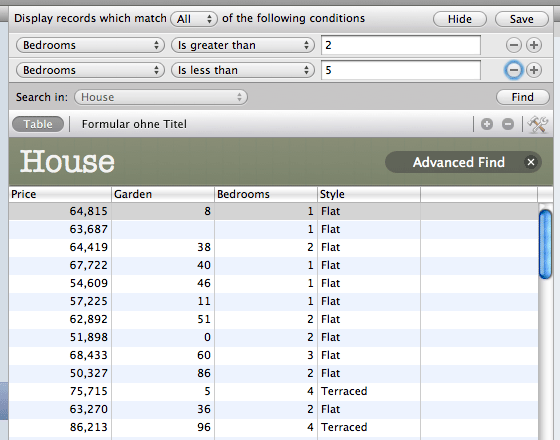 Display records which match All of the following conditions Hide Save
Bedrooms Is greater than 2
Bedrooms Is less than 5
Search in: House Find
Table Formular ohne Titel
House Advanced Find
Price Garden Bedrooms Style
64,815 8 1 Flat
63,687 1 Flat
64,419 38 2 Flat
67,722 40 1 Flat
54,609 46 1 Flat
57,225 11 1 Flat
62,892 51 2 Flat
51,898 0 2 Flat
68,433 60 3 Flat
50,327 86 2 Flat
75,715 5 4 Terraced
63,270 36 2 Flat
86,213 96 4 Terraced